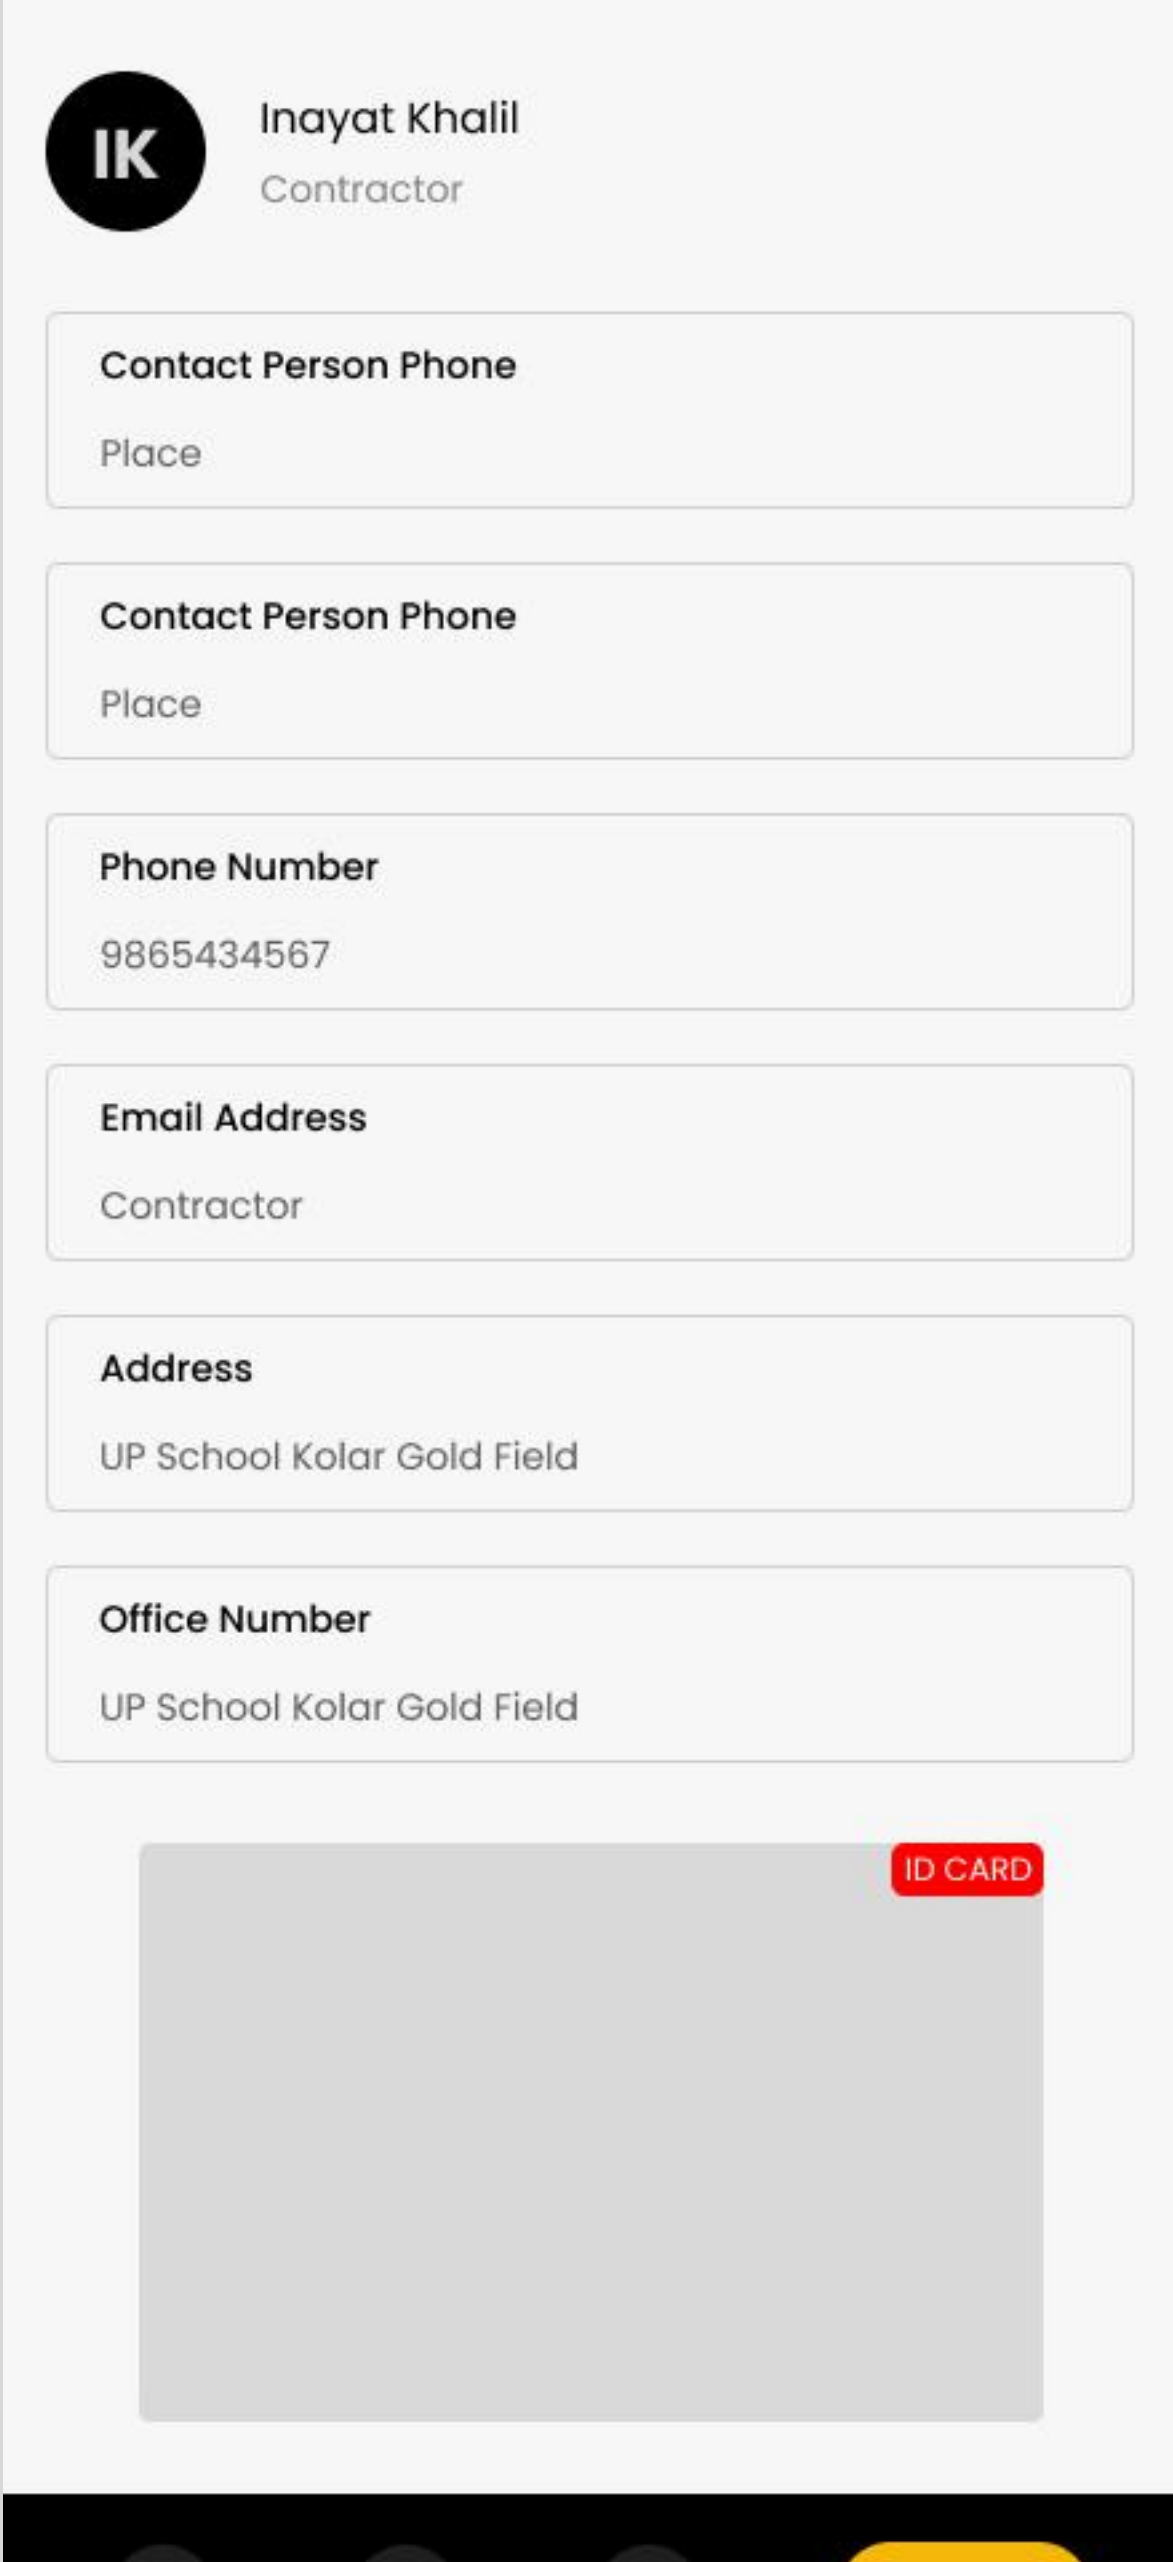 IK
Inayat Khalil
Contractor
Contact Person Phone
Place
Contact Person Phone
Place
Phone Number
9865434567
Email Address
Contractor
Address
UP School Kolar Gold Field
Office Number
UP School Kolar Gold Field
ID CARD